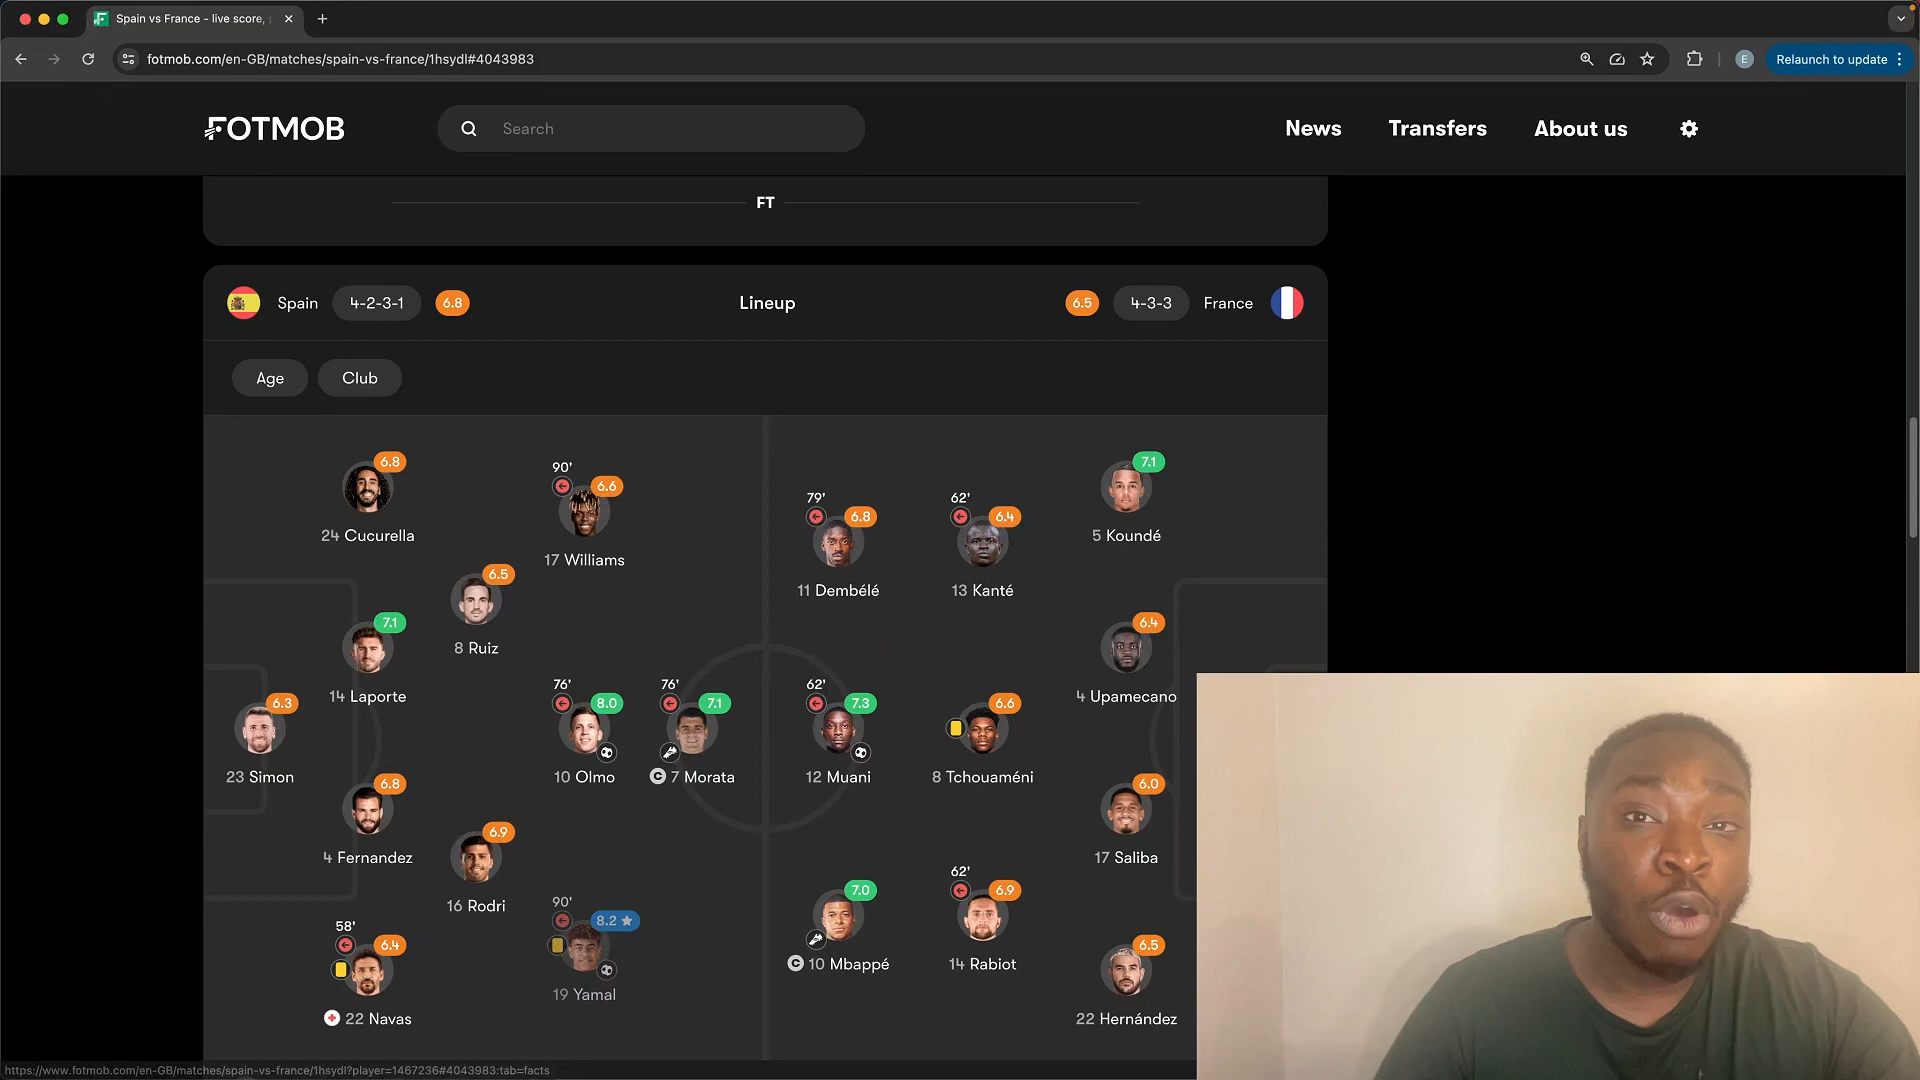 Spain vs France - live score,
fotmob.com/en-GB/matches/spain-vs-france/1hsydl#4043983
E
Relaunch to update
FOTMOB
Search
News
Transfers
About us
FT
Spain
4-2-3-1
6.8
Lineup
6.5
4-3-3
France
Age
Club
6.8
24 Cucurella
90'
6.6
17 Williams
79'
6.8
11 Dembélé
62'
6.4
13 Kanté
7.1
5 Koundé
6.5
8 Ruiz
7.1
14 Laporte
6.4
4 Upamecano
6.3
23 Simon
76'
8.0
10 Olmo
76'
7.1
C 7 Morata
62'
7.3
12 Muani
6.6
8 Tchouaméni
6.8
4 Fernandez
6.0
17 Saliba
6.9
16 Rodri
90'
8.2
19 Yamal
7.0
C 10 Mbappé
62'
6.9
14 Rabiot
58'
6.4
22 Navas
6.5
22 Hernández
https://www.fotmob.com/en-GB/matches/spain-vs-france/1hsydl?player=1467236#4043983:tab=facts